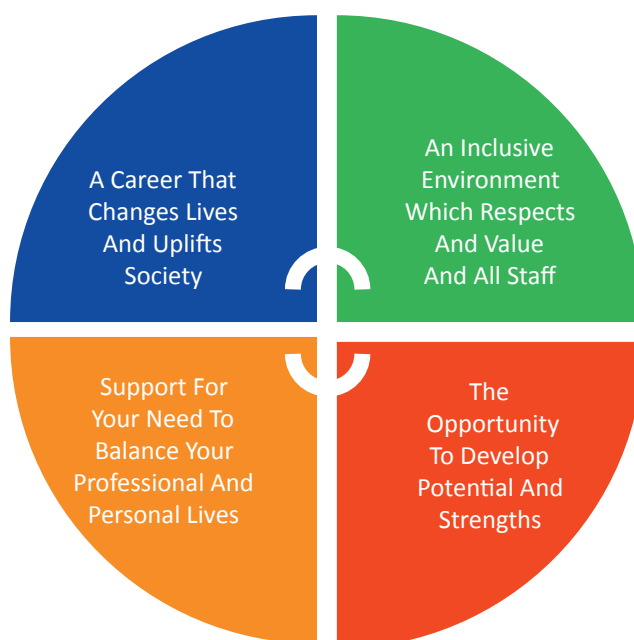 A Career That
Changes Lives
And Uplifts
Society
An Inclusive
Environment
Which Respects
And Value
And All Staff
Support For
Your Need To
Balance Your
Professional And
Personal Lives
The
Opportunity
To Develop
Potential And
Strengths